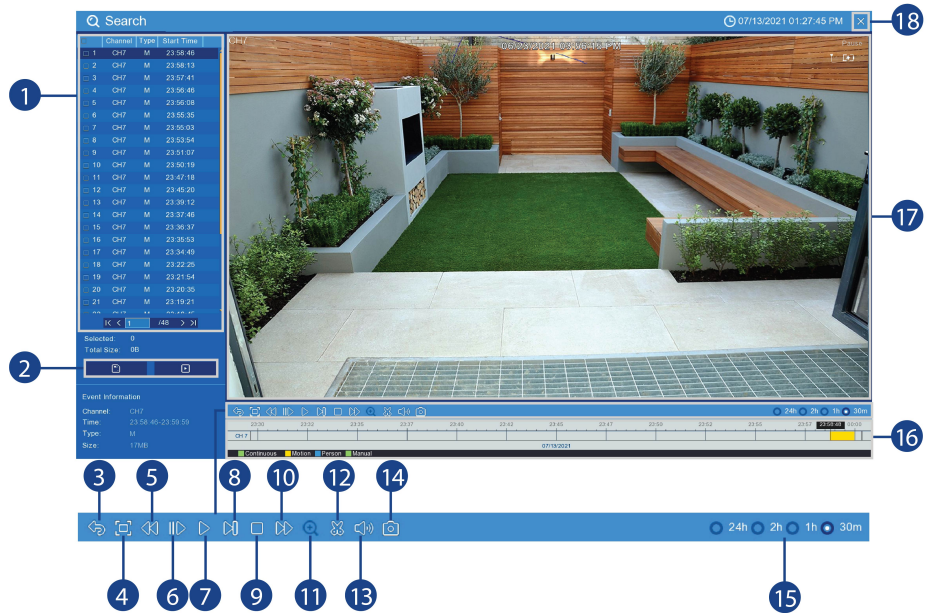 Search
07/13/2021 01:27:45 PM
18
Channel Type Start Time
1 CH7 M 23:58:46
2 CH7 M 23:58:13
3 CH7 M 23:57:41
4 CH7 M 23:56:46
5 CH7 M 23:56:08
6 CH7 M 23:55:35
7 CH7 M 23:55:03
8 CH7 M 23:53:54
9 CH7 M 23:51:07
10 CH7 M 23:50:19
11 CH7 M 23:47:18
12 CH7 M 23:45:20
13 CH7 M 23:39:12
14 CH7 M 23:37:46
15 CH7 M 23:36:37
16 CH7 M 23:35:53
17 CH7 M 23:34:49
18 CH7 M 23:22:25
19 CH7 M 23:21:54
20 CH7 M 23:20:35
21 CH7 M 23:19:21
1 /48
1
Selected: 0
Total Size: 0B
2
Event Information
Channel: CH7
Time: 23:58:46-23:59:59
Type: M
Size: 17MB
CH7
06/23/2021 03:56:15 PM
Pause
17
24h 2h 1h 30m
23:30 23:32 23:35 23:37 23:40 23:42 23:45 23:47 23:50 23:52 23:55 23:57 23:58:48 00:00
CH 7
07/13/2021
Continuous Motion Person Manual
16
3 5 8 10 12 14
24h 2h 1h 30m
4 6 7 9 11 13 15